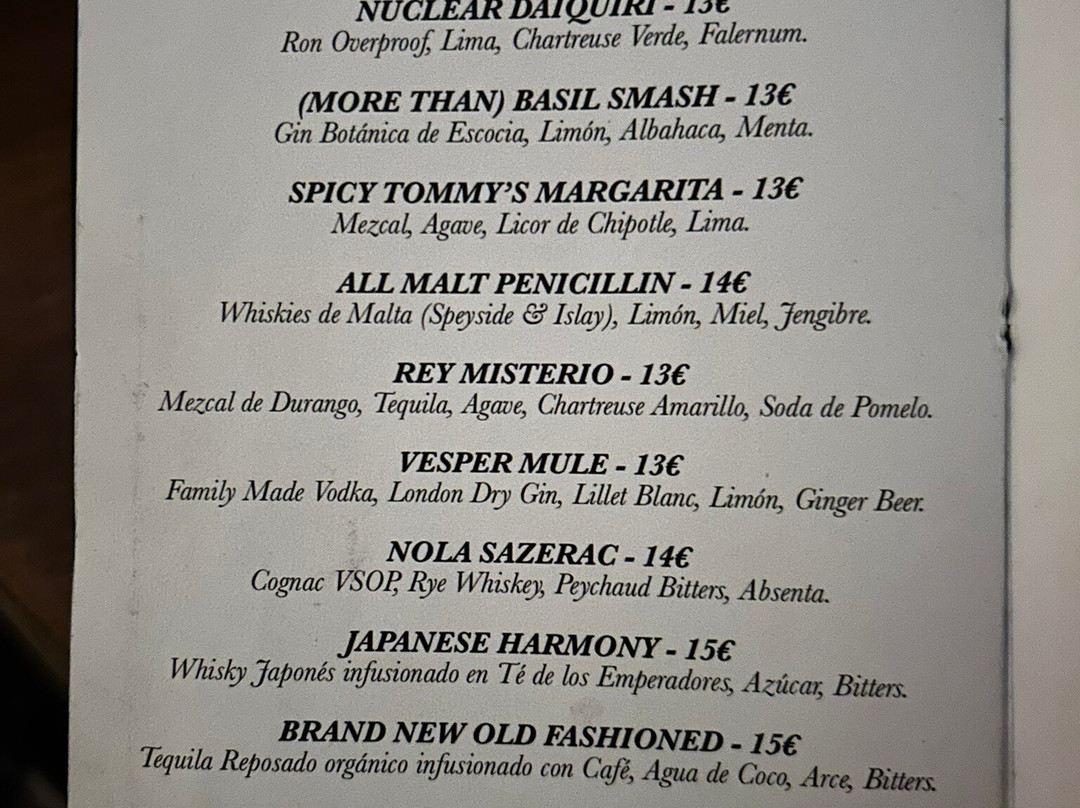 NUCLEAR DAIQUIRI - 13€
Ron Overproof, Lima, Chartreuse Verde, Falernum.
(MORE THAN) BASIL SMASH - 13€
Gin Botánica de Escocia, Limón, Albahaca, Menta.
SPICY TOMMY'S MARGARITA - 13€
Mezcal, Agave, Licor de Chipotle, Lima.
ALL MALT PENICILLIN - 14€
Whiskies de Malta (Speyside & Islay), Limón, Miel, Jengibre.
REY MISTERIO - 13€
Mezcal de Durango, Tequila, Agave, Chartreuse Amarillo, Soda de Pomelo.
VESPER MULE - 13€
Family Made Vodka, London Dry Gin, Lillet Blanc, Limón, Ginger Beer.
NOLA SAZERAC - 14€
Cognac VSOP, Rye Whiskey, Peychaud Bitters, Absenta.
JAPANESE HARMONY - 15€
Whisky Japonés infusionado en Té de los Emperadores, Azúcar, Bitters.
BRAND NEW OLD FASHIONED - 15€
Tequila Reposado orgánico infusionado con Café, Agua de Coco, Arce, Bitters.